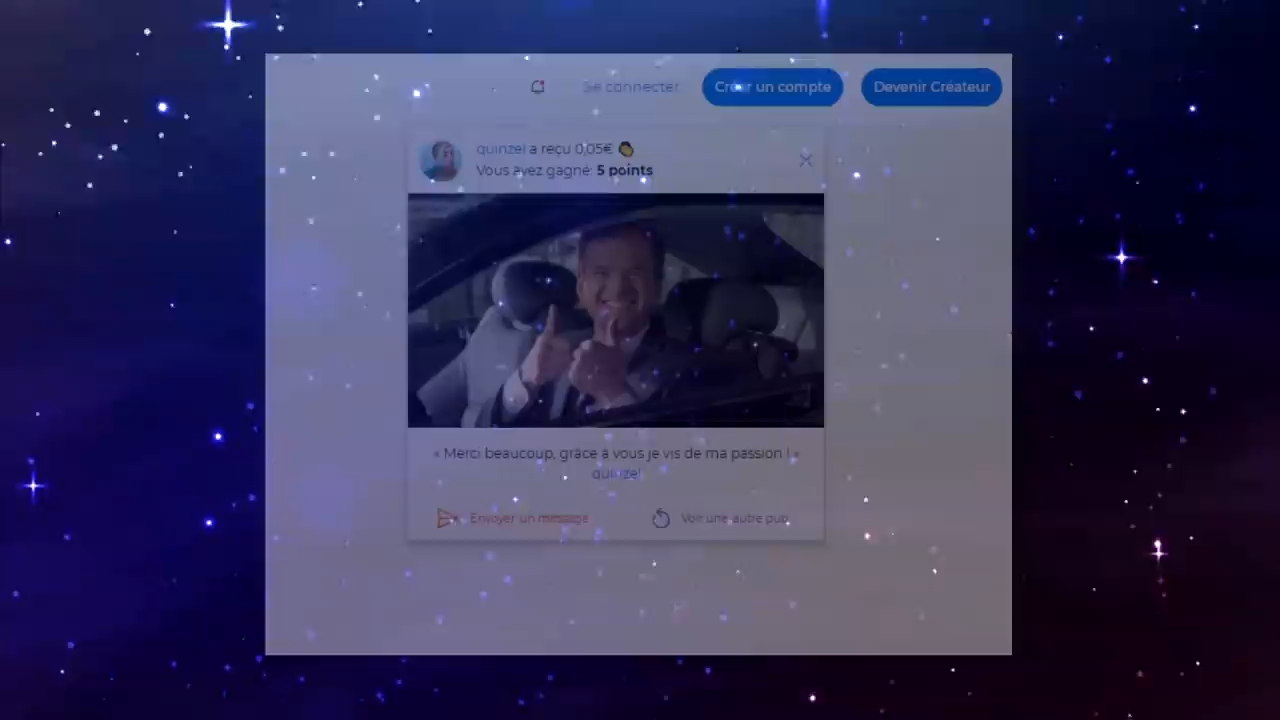 Se connecter
Créer un compte
Devenir Créateur
quinzel a reçu 0,05€
Vous avez gagné: 5 points
« Merci beaucoup, grâce à vous je vis de ma passion ! »
quinzel
Envoyer un message
Voir une autre pub